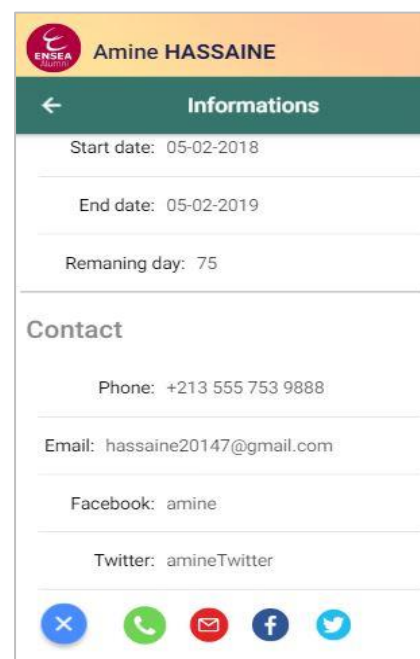 ENSEA
Alumni
Amine HASSAINE
Informations
Start date: 05-02-2018
End date: 05-02-2019
Remaning day: 75
Contact
Phone: +213 555 753 9888
Email: hassaine20147@gmail.com
Facebook: amine
Twitter: amineTwitter